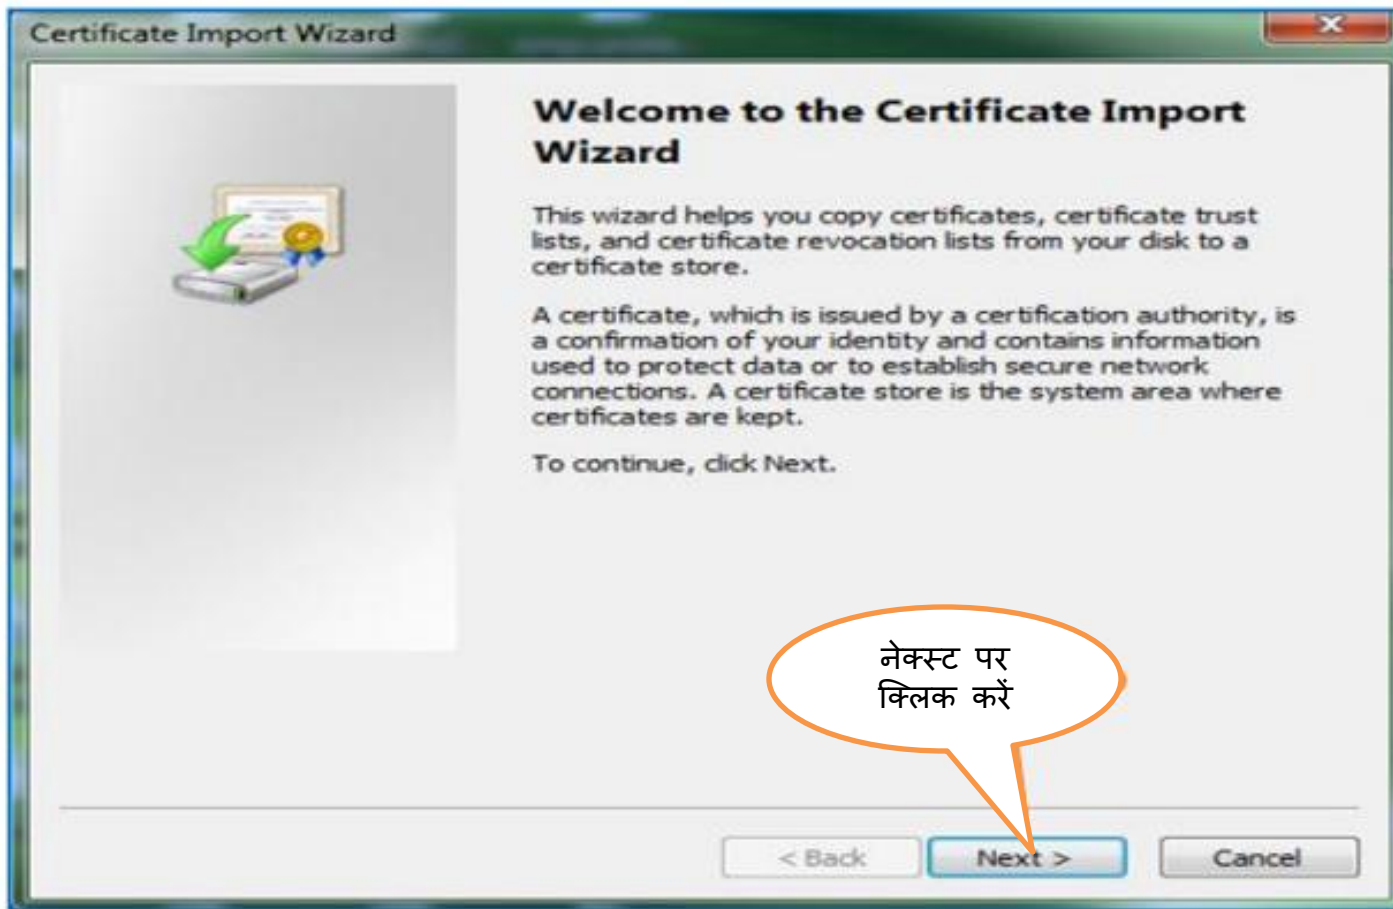 Certificate Import Wizard
Welcome to the Certificate Import
Wizard
This wizard helps you copy certificates, certificate trust
lists, and certificate revocation lists from your disk to a
certificate store.
A certificate, which is issued by a certification authority, is
a confirmation of your identity and contains information
used to protect data or to establish secure network
connections. A certificate store is the system area where
certificates are kept.
To continue, click Next.
नेक्स्ट पर
क्लिक करें
< Back
Next >
Cancel